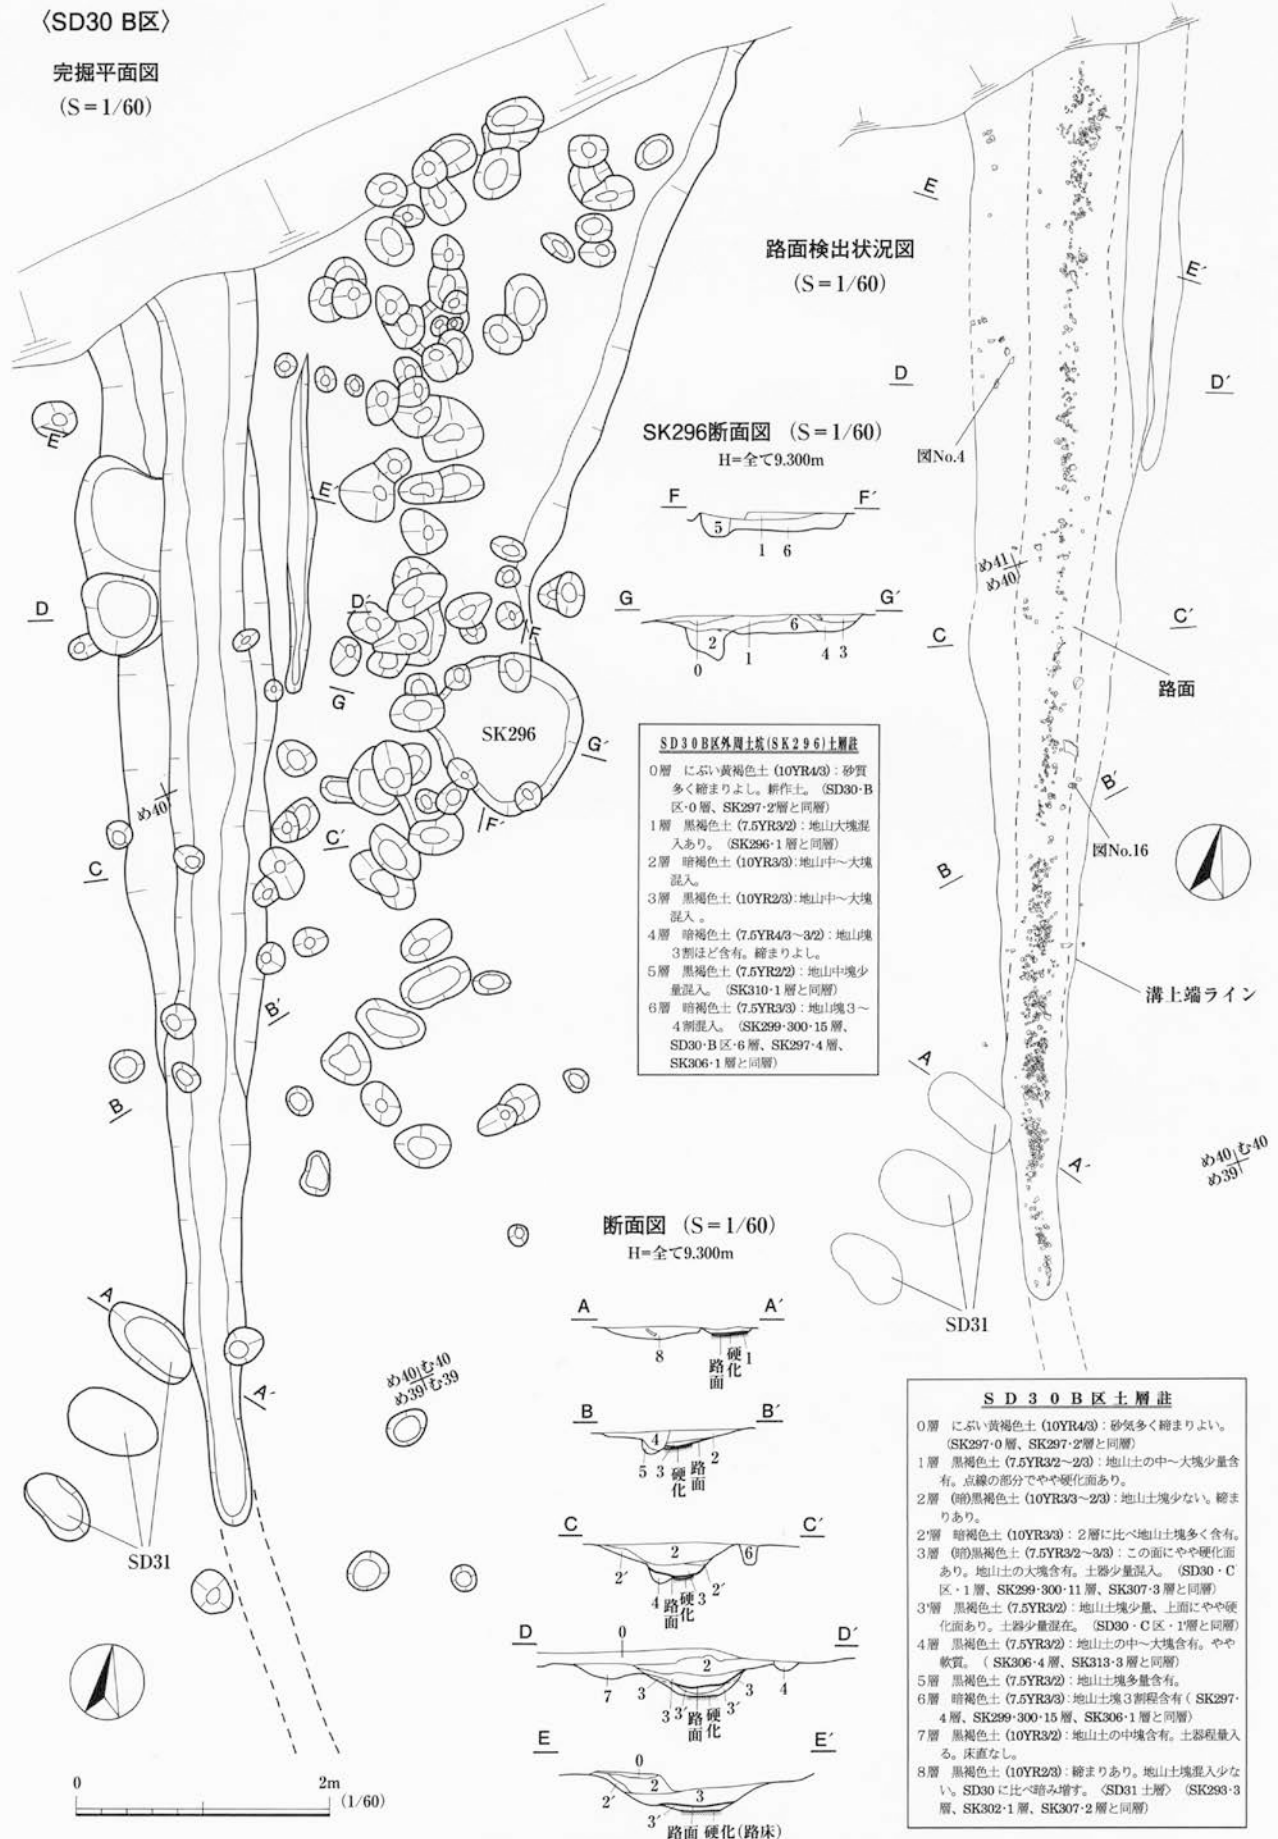 〈SD30 B区〉
完掘平面図
(S=1/60)
路面検出状況図
(S=1/60)
E
E´
D
D´
図No.4
め41
め40
C
C´
路面
B´
図No.16
B
溝上端ライン
A
A´
め40 む40
め39
SD31
E
E´
D
D´
F
G
SK296
G´
め40
F´
C´
C
B´
B
A
A´
め40 む40
め39 む39
SD31
SK296断面図 (S=1/60)
H=全て9.300m
F F´
5
1 6
G G´
6
2
0 1 4 3
SD30B区外周土坑(SK296)土層註
0層 にぶい黄褐色土(10YR4/3):砂質
多く締まりよし。耕作土。(SD30·B
区·0層、SK297·2'層と同層)
1層 黒褐色土(7.5YR3/2):地山大塊混
入あり。(SK296·1層と同層)
2層 暗褐色土(10YR3/3):地山中〜大塊
混入。
3層 黒褐色土(10YR2/3):地山中〜大塊
混入。
4層 暗褐色土(7.5YR4/3〜3/2):地山塊
3割ほど含有。締まりよし。
5層 黒褐色土(7.5YR2/2):地山中塊少
量混入。(SK310·1層と同層)
6層 暗褐色土(7.5YR3/3):地山塊3〜
4割混入。(SK299·300·15層、
SD30·B区·6層、SK297·4層、
SK306·1層と同層)
断面図 (S=1/60)
H=全て9.300m
A A´
8 路面 硬化 1
B B´
4
5 3 硬化 路面 2
C C´
2 6
2' 4 路面 硬化 3 2'
D D´
0
2
7 3 3 3' 路面 硬化 3' 3 4
E E´
0
2
2' 3
3' 路面 硬化(路床)
SD30B区土層註
0層 にぶい黄褐色土(10YR4/3):砂気多く締まりよい。
(SK297·0層、SK297·2'層と同層)
1層 黒褐色土(7.5YR3/2〜2/3):地山土の中〜大塊少量含
有。点線の部分でやや硬化面あり。
2層 (暗)黒褐色土(10YR3/3〜2/3):地山土塊少ない。締ま
りあり。
2'層 暗褐色土(10YR3/3):2層に比べ地山土塊多く含有。
3層 (暗)黒褐色土(7.5YR3/2〜3/3):この面にやや硬化面
あり。地山土の大塊含有。土器少量混入。(SD30·C
区·1層、SK299·300·11層、SK307·3層と同層)
3'層 黒褐色土(7.5YR3/2):地山土塊少量、上面にやや硬
化面あり。土器少量混在。(SD30·C区·1'層と同層)
4層 黒褐色土(7.5YR3/2):地山土の中〜大塊含有。やや
軟質。(SK306·4層、SK313·3層と同層)
5層 黒褐色土(7.5YR3/2):地山土塊多量含有。
6層 暗褐色土(7.5YR3/3):地山土塊3割程含有(SK297·
4層、SK299·300·15層、SK306·1層と同層)
7層 黒褐色土(10YR3/2):地山土の中塊含有。土器程量入
る。床直なし。
8層 黒褐色土(10YR2/3):締まりあり。地山土塊混入少な
い。SD30に比べ暗み増す。〈SD31土層〉(SK293·3
層、SK302·1層、SK307·2層と同層)
0 2m
(1/60)